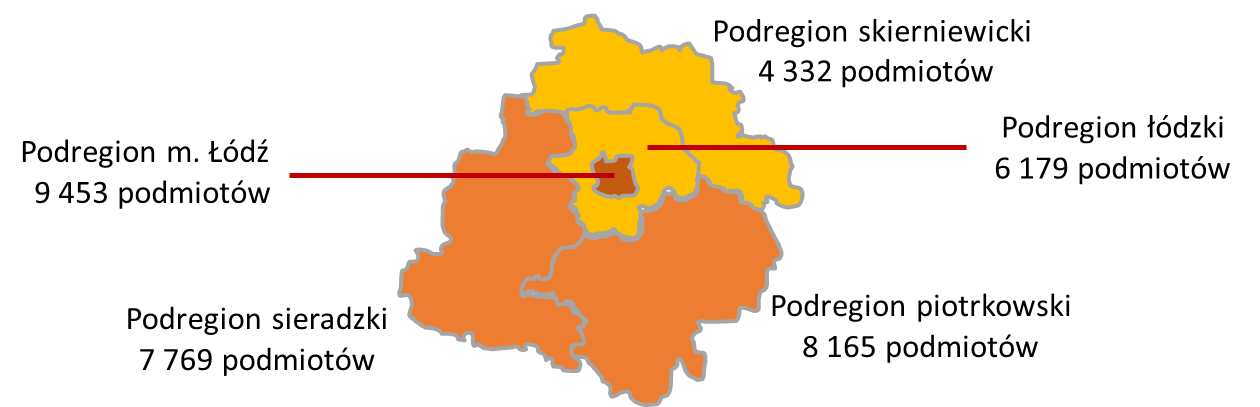 Podregion skierniewicki
4 332 podmiotów
Podregion łódzki
6 179 podmiotów
Podregion m. Łódź
9 453 podmiotów
Podregion sieradzki
7 769 podmiotów
Podregion piotrkowski
8 165 podmiotów